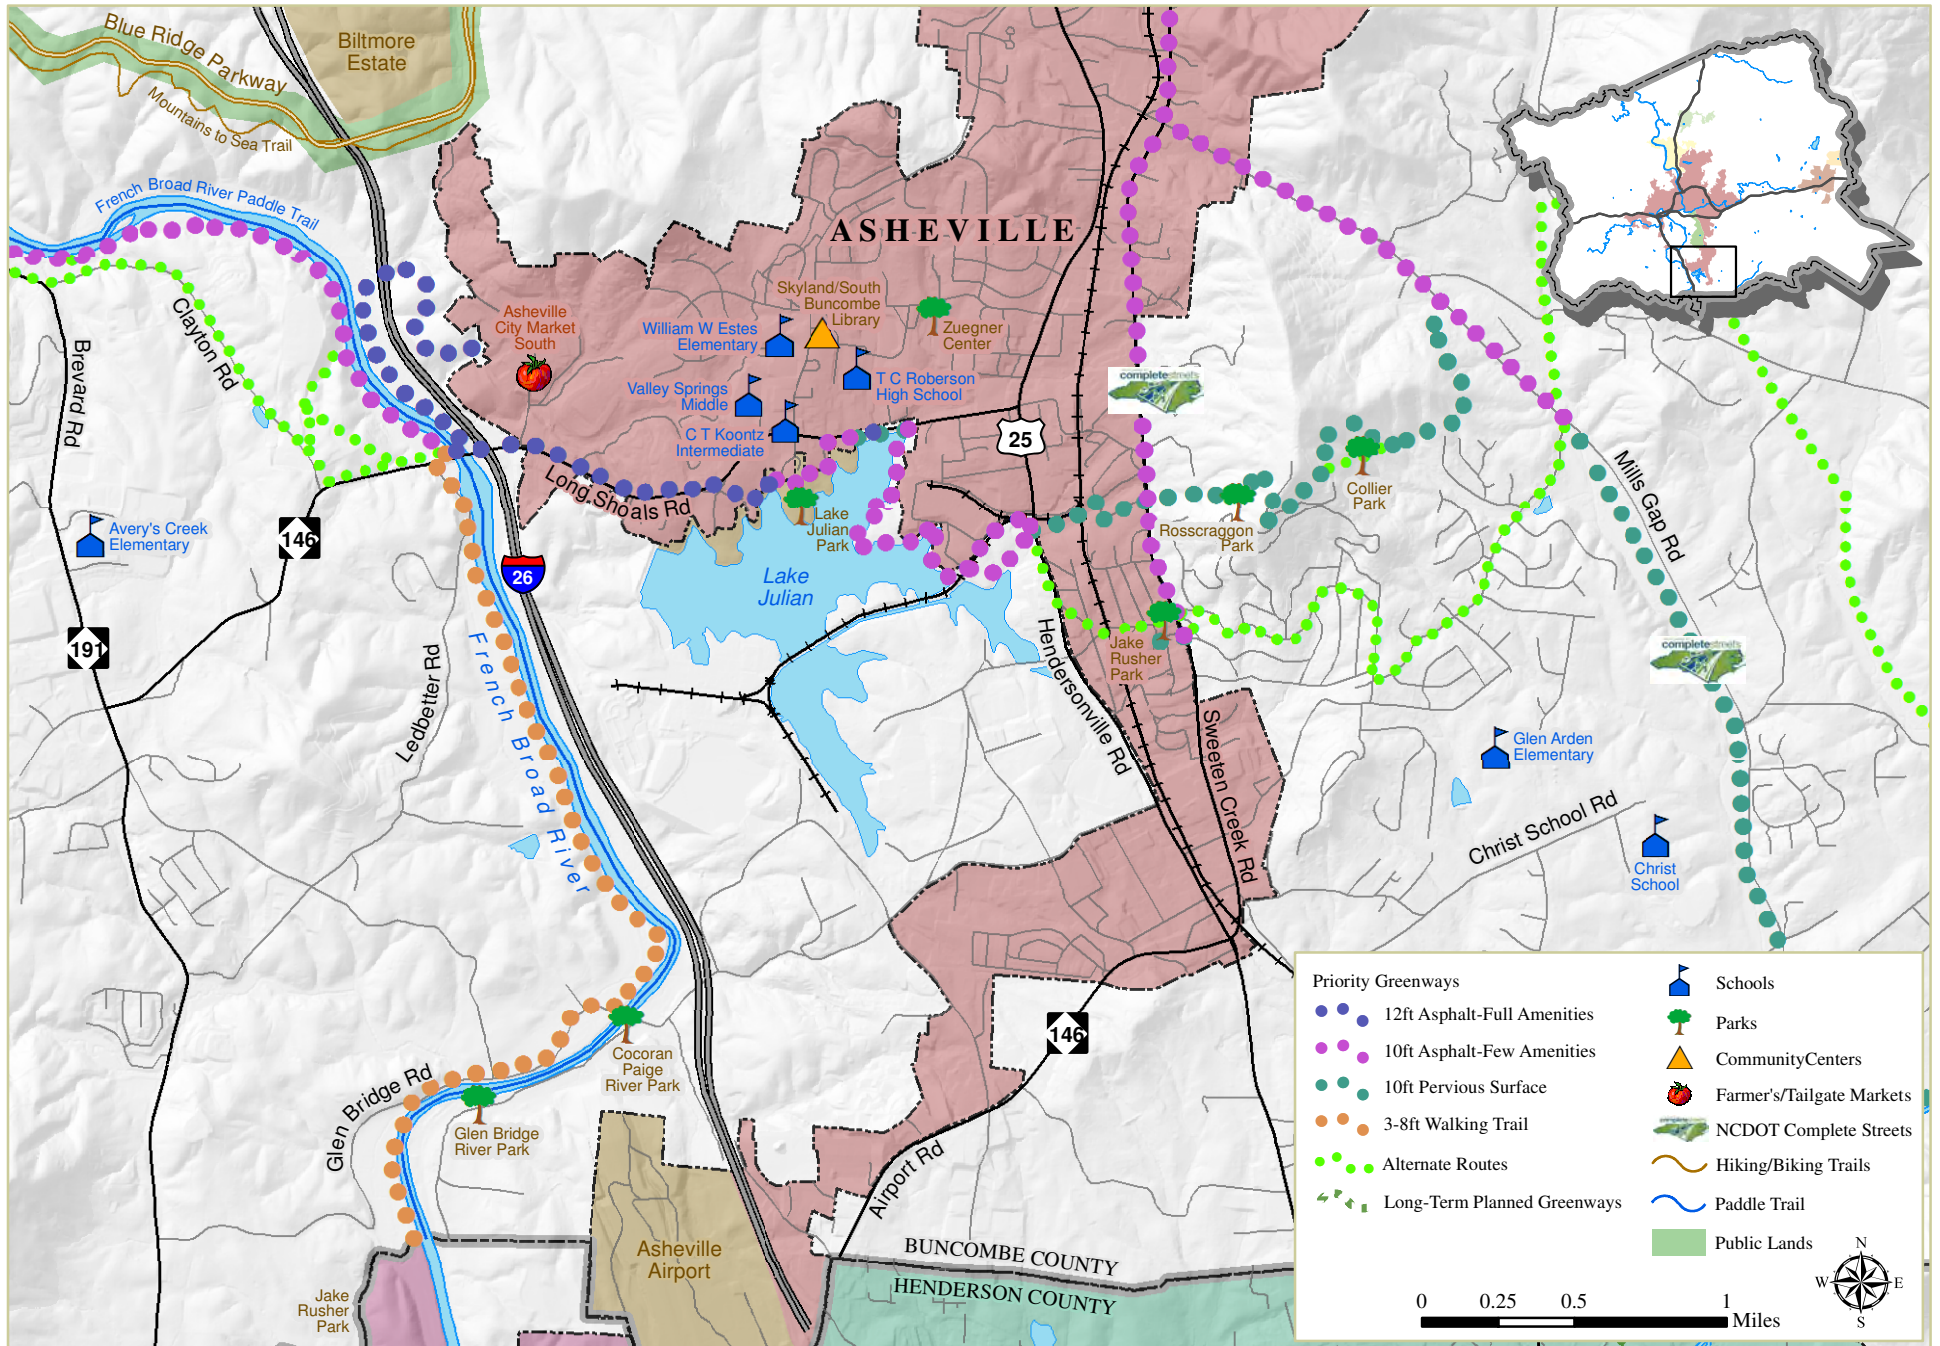 Blue Ridge Parkway
Biltmore
Estate
Mountains to Sea Trail
French Broad River Paddle Trail
ASHEVILLE
Clayton Rd
Brevard Rd
Asheville
City Market
South
Skyland/South
Buncombe
Library
William W Estes
Elementary
Zuegner
Center
Valley Springs
Middle
T C Roberson
High School
C T Koontz
Intermediate
completestreets
25
Long Shoals Rd
Lake
Julian
Park
Lake
Julian
Avery's Creek
Elementary
146
26
191
Rosscraggon
Park
Collier
Park
Mills Gap Rd
completestreets
Jake
Rusher
Park
Hendersonville Rd
Sweeten Creek Rd
Ledbetter Rd
French Broad River
Glen Arden
Elementary
Christ School Rd
Christ
School
146
Cocoran
Paige
River Park
Glen Bridge Rd
Glen Bridge
River Park
Airport Rd
Asheville
Airport
BUNCOMBE COUNTY
HENDERSON COUNTY
Jake
Rusher
Park
Priority Greenways
12ft Asphalt-Full Amenities
10ft Asphalt-Few Amenities
10ft Pervious Surface
3-8ft Walking Trail
Alternate Routes
Long-Term Planned Greenways
Schools
Parks
CommunityCenters
Farmer's/Tailgate Markets
NCDOT Complete Streets
Hiking/Biking Trails
Paddle Trail
Public Lands
N
W E
S
0 0.25 0.5 1
Miles